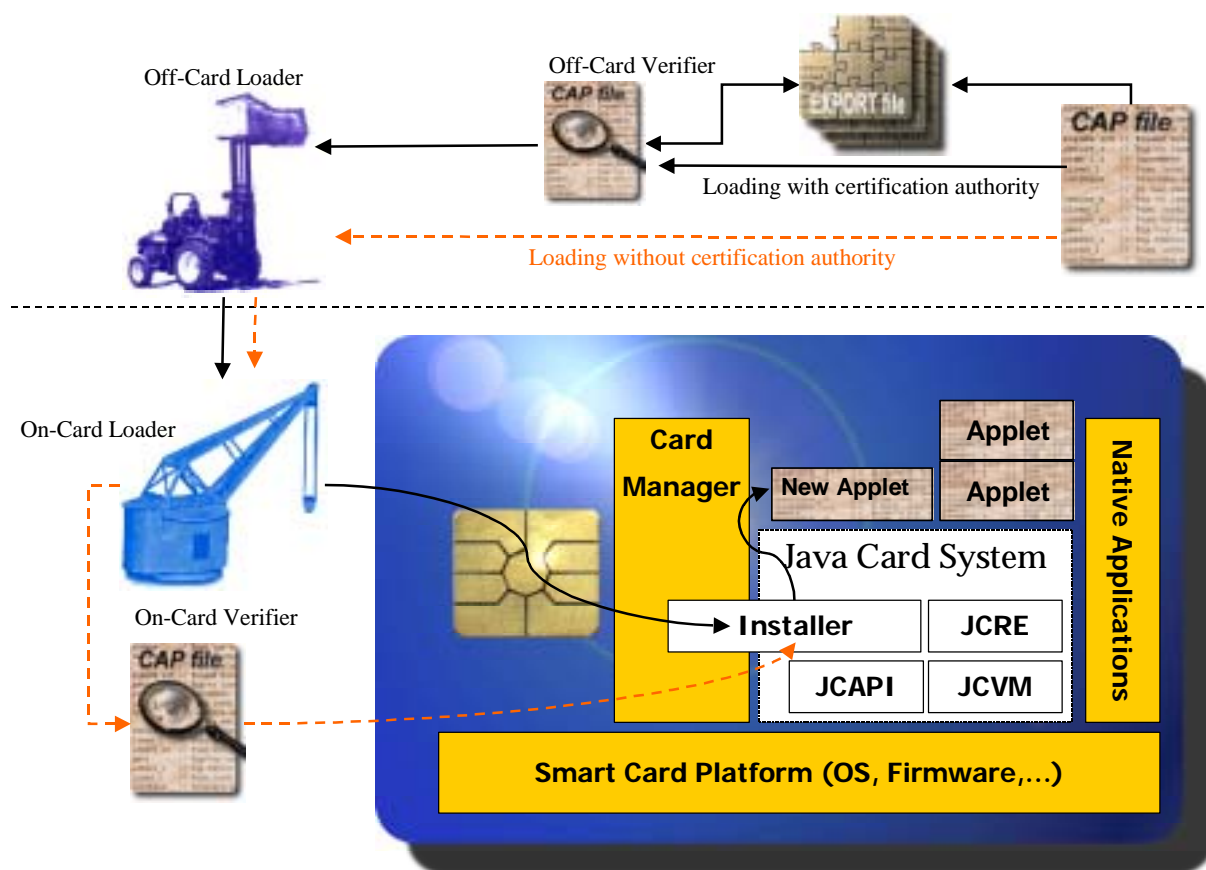 Off-Card Loader
Off-Card Verifier
CAP file
EXPORT file
CAP file
Loading with certification authority
Loading without certification authority
On-Card Loader
On-Card Verifier
CAP file
Card
Manager
New Applet
Applet
Applet
Native Applications
Java Card System
Installer
JCRE
JCAPI
JCVM
Smart Card Platform (OS, Firmware,…)